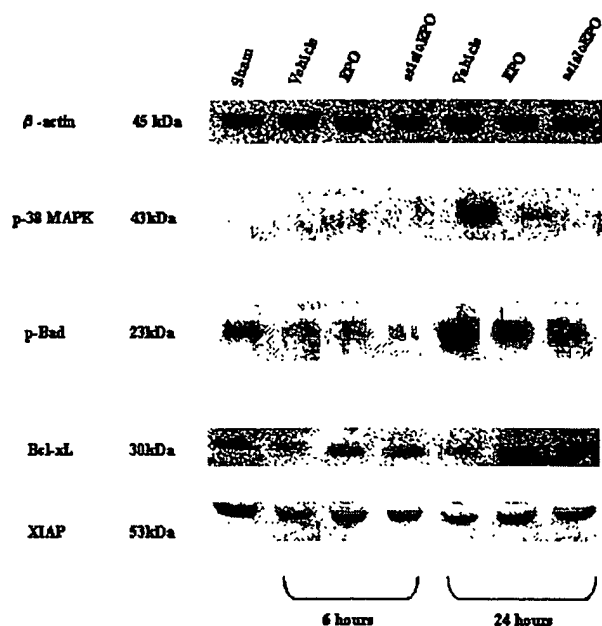 Sham Vehicle EPO asialoEPO Vehicle EPO asialoEPO
β-actin 45 kDa
p-38 MAPK 43kDa
p-Bad 23kDa
Bcl-xL 30kDa
XIAP 53kDa
6 hours 24 hours